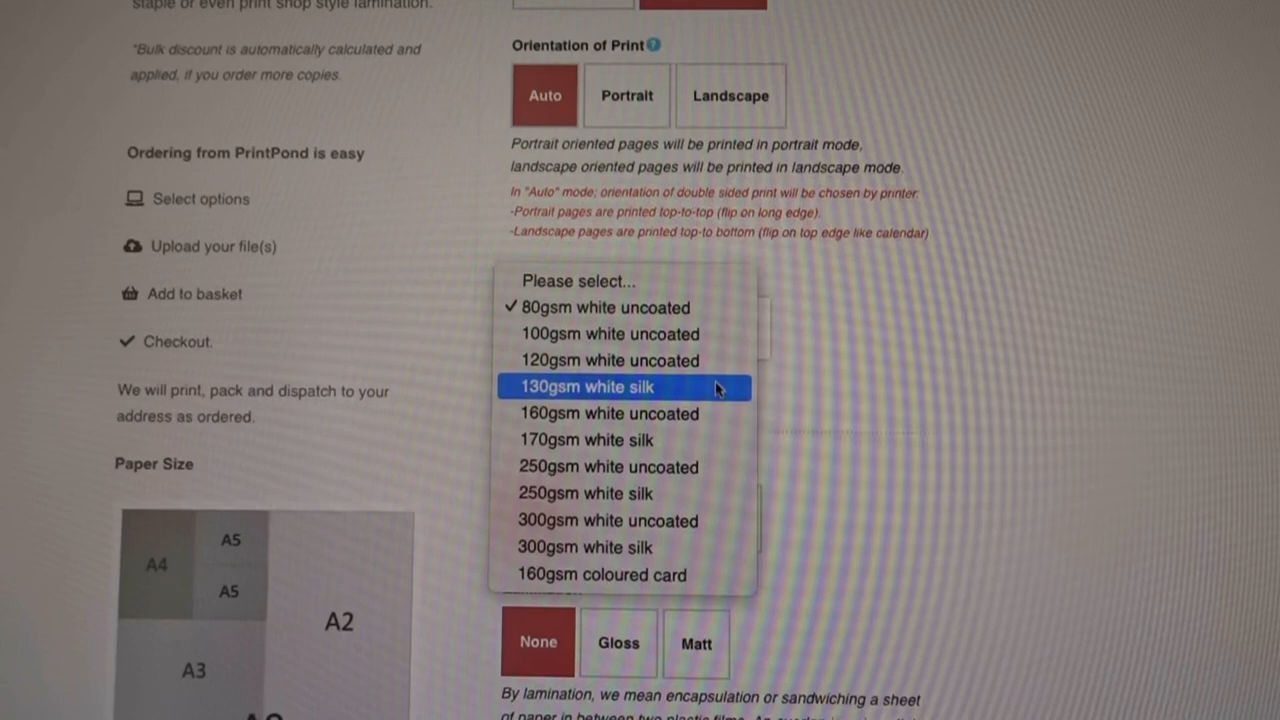 staple or even print shop style lamination.
*Bulk discount is automatically calculated and
applied, if you order more copies.
Ordering from PrintPond is easy
Select options
Upload your file(s)
Add to basket
Checkout.
We will print, pack and dispatch to your
address as ordered.
Paper Size
A4
A5
A5
A2
A3
Orientation of Print?
Auto Portrait Landscape
Portrait oriented pages will be printed in portrait mode,
landscape oriented pages will be printed in landscape mode.
In "Auto" mode; orientation of double sided print will be chosen by printer:
-Portrait pages are printed top-to-top (flip on long edge).
-Landscape pages are printed top-to bottom (flip on top edge like calendar)
Please select...
80gsm white uncoated
100gsm white uncoated
120gsm white uncoated
130gsm white silk
160gsm white uncoated
170gsm white silk
250gsm white uncoated
250gsm white silk
300gsm white uncoated
300gsm white silk
160gsm coloured card
None Gloss Matt
By lamination, we mean encapsulation or sandwiching a sheet
of paper in between two plastic films.